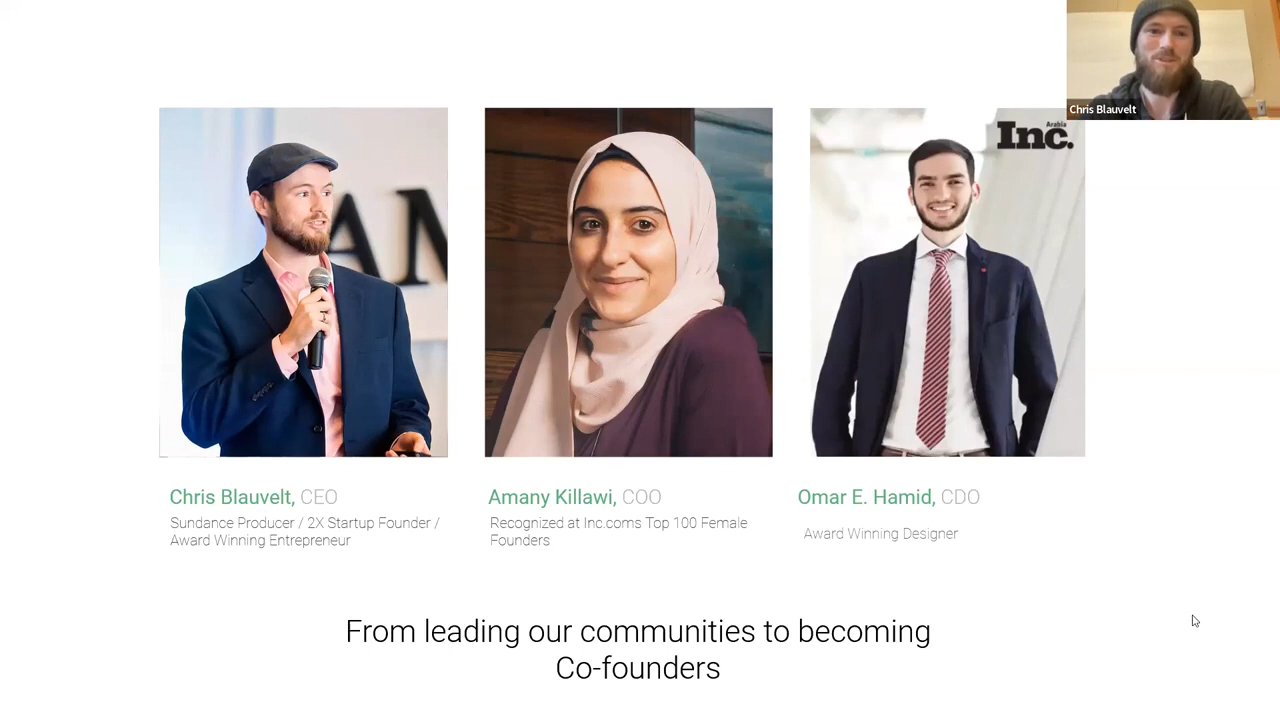 AM
Arabia
Inc.
Chris Blauvelt
Chris Blauvelt, CEO
Sundance Producer / 2X Startup Founder /
Award Winning Entrepreneur
Amany Killawi, COO
Recognized at Inc.coms Top 100 Female
Founders
Omar E. Hamid, CDO
Award Winning Designer
From leading our communities to becoming
Co-founders